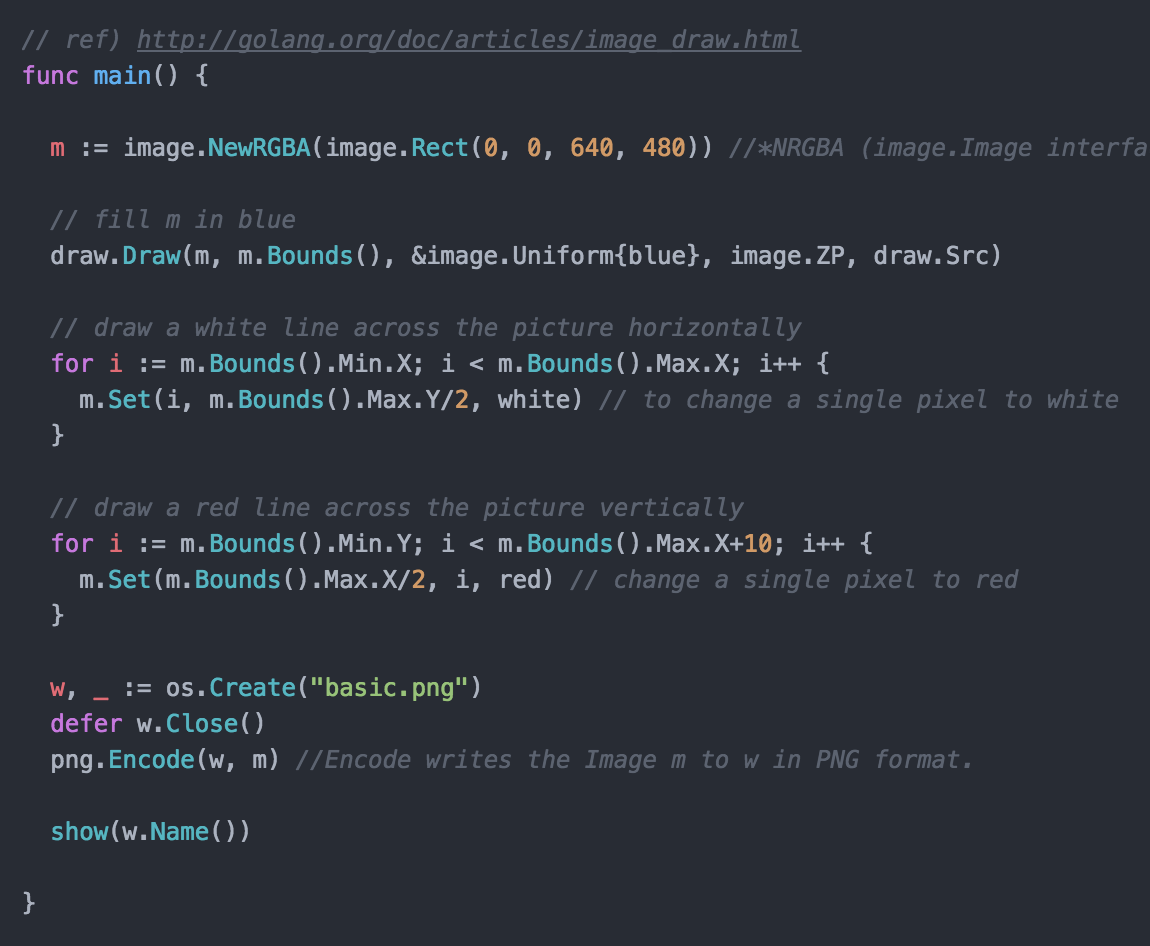 // ref) http://golang.org/doc/articles/image_draw.html
func main() {
m := image.NewRGBA(image.Rect(0, 0, 640, 480)) //*NRGBA (image.Image interfa
// fill m in blue
draw.Draw(m, m.Bounds(), &image.Uniform{blue}, image.ZP, draw.Src)
// draw a white line across the picture horizontally
for i := m.Bounds().Min.X; i < m.Bounds().Max.X; i++ {
m.Set(i, m.Bounds().Max.Y/2, white) // to change a single pixel to white
}
// draw a red line across the picture vertically
for i := m.Bounds().Min.Y; i < m.Bounds().Max.X+10; i++ {
m.Set(m.Bounds().Max.X/2, i, red) // change a single pixel to red
}
w, _ := os.Create("basic.png")
defer w.Close()
png.Encode(w, m) //Encode writes the Image m to w in PNG format.
show(w.Name())
}